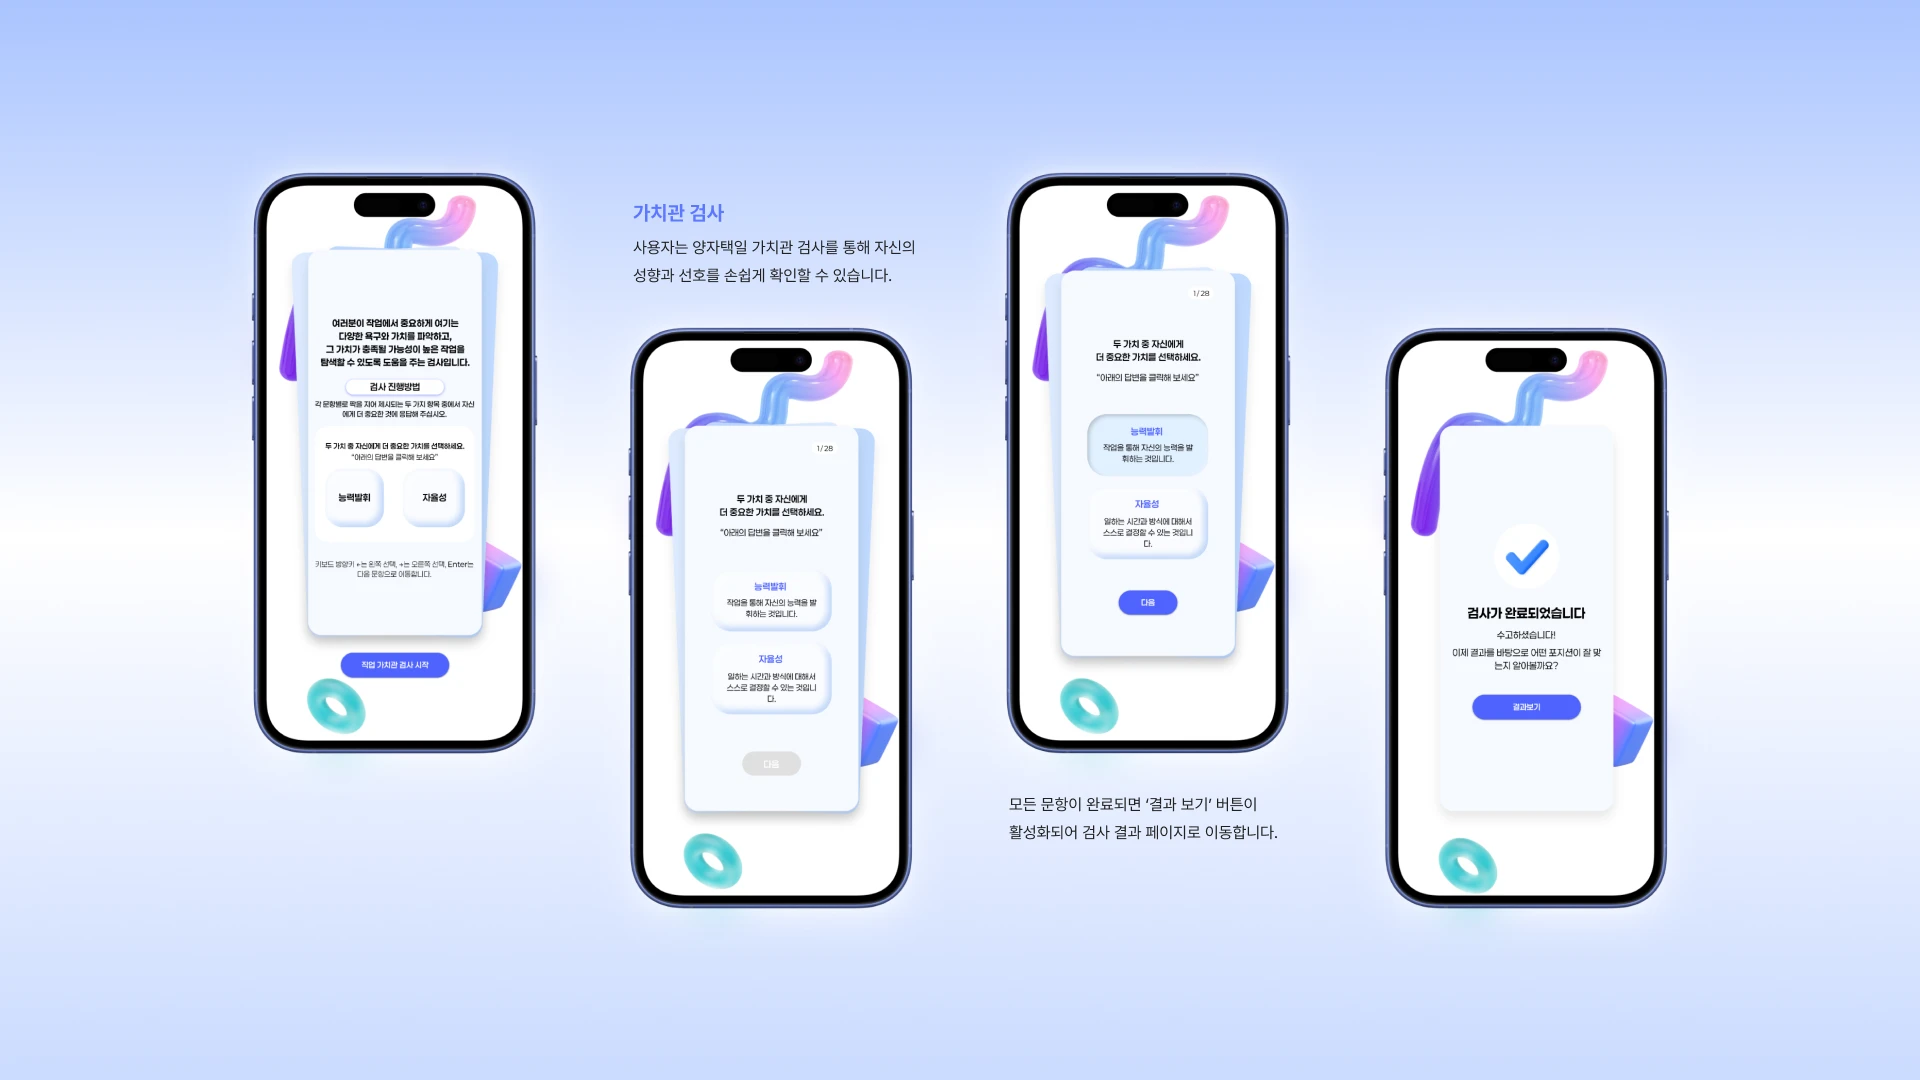 여러분이 작업에서 중요하게 여기는
다양한 욕구와 가치를 파악하고,
그 가치가 충족될 가능성이 높은 작업을
탐색할 수 있도록 도움을 주는 검사입니다.
검사 진행방법
각 문항별로 짝을 지어 제시되는 두 가지 항목 중에서 자신
에게 더 중요한 것에 응답해 주십시오.
두 가치 중 자신에게 더 중요한 가치를 선택하세요.
“아래의 답변을 클릭해 보세요”
능력발휘
자율성
키보드 방향키 ←는 왼쪽 선택, →는 오른쪽 선택, Enter는
다음 문항으로 이동됩니다.
직업 가치관 검사 시작
가치관 검사
사용자는 양자택일 가치관 검사를 통해 자신의
성향과 선호를 손쉽게 확인할 수 있습니다.
1/28
두 가치 중 자신에게
더 중요한 가치를 선택하세요.
“아래의 답변을 클릭해 보세요”
능력발휘
작업을 통해 자신의 능력을 발
휘하는 것입니다.
자율성
일하는 시간과 방식에 대해서
스스로 결정할 수 있는 것입니
다.
다음
1/28
두 가치 중 자신에게
더 중요한 가치를 선택하세요.
“아래의 답변을 클릭해 보세요”
능력발휘
작업을 통해 자신의 능력을 발
휘하는 것입니다.
자율성
일하는 시간과 방식에 대해서
스스로 결정할 수 있는 것입니
다.
다음
모든 문항이 완료되면 ‘결과 보기’ 버튼이
활성화되어 검사 결과 페이지로 이동합니다.
검사가 완료되었습니다
수고하셨습니다!
이제 결과를 바탕으로 어떤 포지션이 잘 맞
는지 알아볼까요?
결과보기